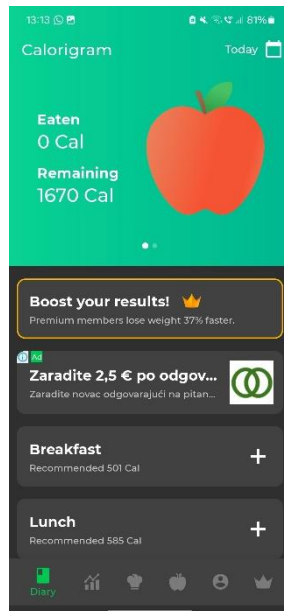 13:13 81%
Calorigram Today
Eaten
0 Cal
Remaining
1670 Cal
Boost your results!
Premium members lose weight 37% faster.
Ad
Zaradite 2,5 € po odgov...
Zaradite novac odgovarajući na pitan...
Breakfast
Recommended 501 Cal
+
Lunch
Recommended 585 Cal
+
Diary